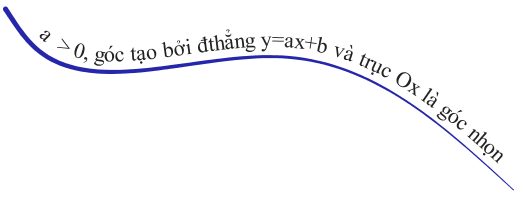 a > 0, góc tạo bởi đthẳng y=ax+b và trục Ox là góc nhọn